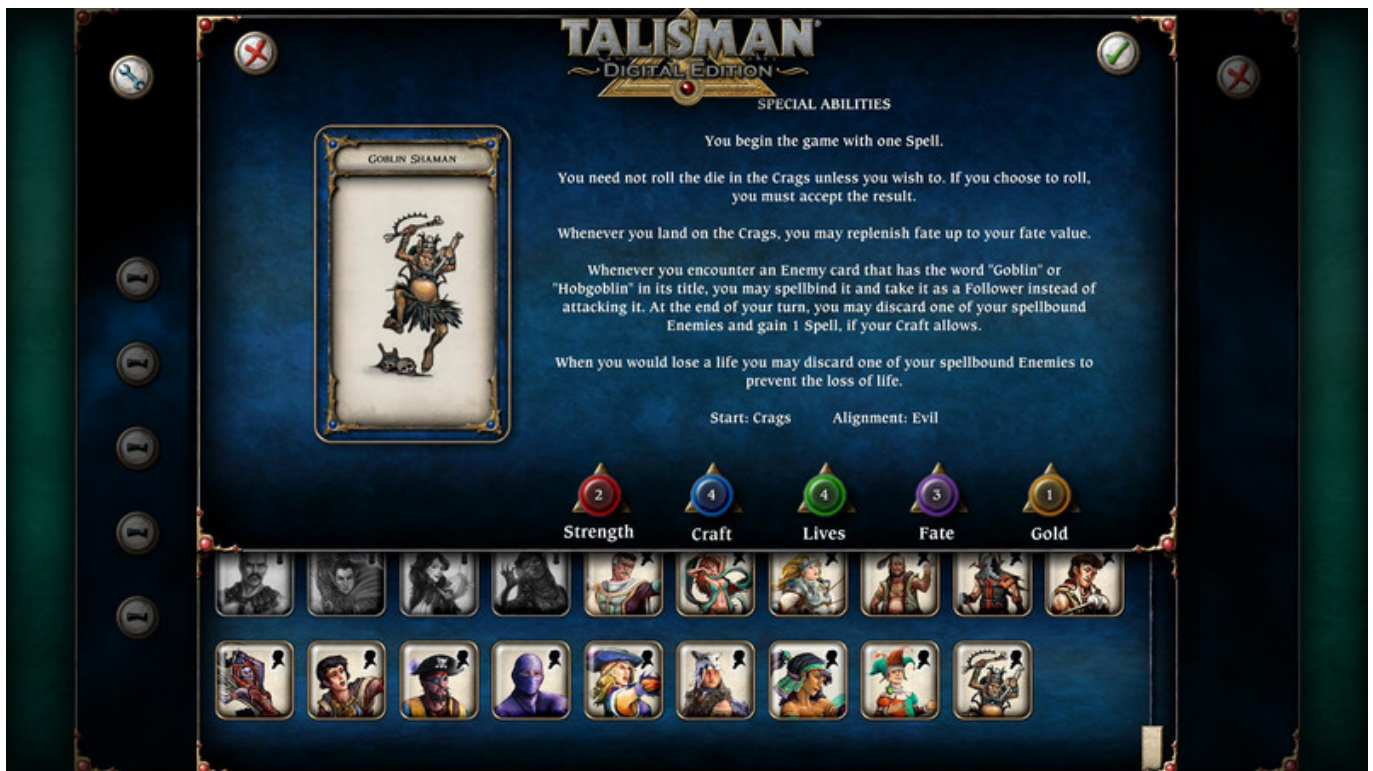 TALISMAN
DIGITAL EDITION
SPECIAL ABILITIES
GOBLIN SHAMAN
You begin the game with one Spell.
You need not roll the die in the Crags unless you wish to. If you choose to roll,
you must accept the result.
Whenever you land on the Crags, you may replenish fate up to your fate value.
Whenever you encounter an Enemy card that has the word "Goblin" or
"Hobgoblin" in its title, you may spellbind it and take it as a Follower instead of
attacking it. At the end of your turn, you may discard one of your spellbound
Enemies and gain 1 Spell, if your Craft allows.
When you would lose a life you may discard one of your spellbound Enemies to
prevent the loss of life.
Start: Crags Alignment: Evil
2 4 4 3 1
Strength Craft Lives Fate Gold